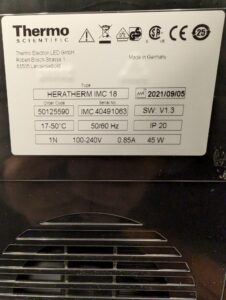 Thermo
SCIENTIFIC
Thermo Electron LED GmbH
Robert-Bosch-Strasse 1
63505 Langenselbold
Made in Germany
Type
HERATHERM IMC 18
2021/09/05
Order Code
Serial No.
50125590
IMC 40491063
SW: V1.3
17-50°C
50/60 Hz
IP 20
1N
100-240V
0.85A
45 W